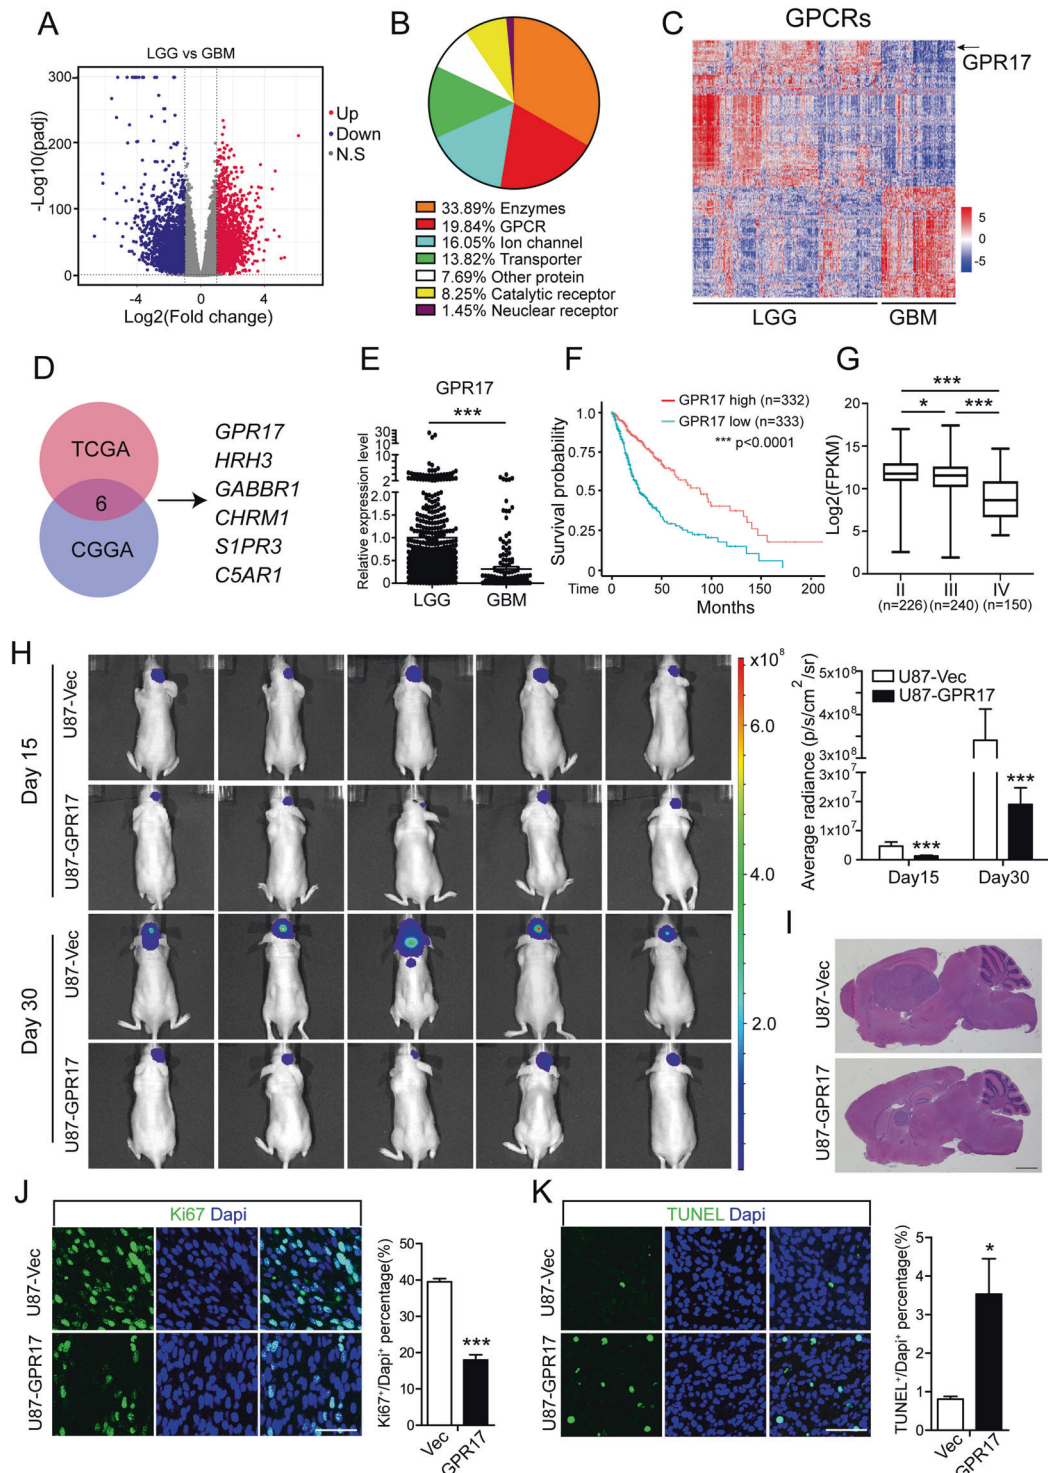 A
LGG vs GBM
300
200
100
0
-Log10(padj)
-4
0
4
Log2(Fold change)
Up
Down
N.S
B
33.89% Enzymes
19.84% GPCR
16.05% Ion channel
13.82% Transporter
7.69% Other protein
8.25% Catalytic receptor
1.45% Neuclear receptor
C
GPCRs
GPR17
5
0
-5
LGG
GBM
D
TCGA
6
CGGA
GPR17
HRH3
GABBR1
CHRM1
S1PR3
C5AR1
E
GPR17
***
Relative expression level
30
10
10
2
2.0
1.5
1.0
0.5
0
LGG
GBM
F
GPR17 high (n=332)
GPR17 low (n=333)
*** p<0.0001
Survival probability
1.0
0.75
0.5
0.25
0
Time
0
50
100
150
200
Months
G
***
*
***
Log2(FPKM)
20
15
10
5
0
II
III
IV
(n=226)
(n=240)
(n=150)
H
Day 15
U87-Vec
U87-GPR17
Day 30
U87-Vec
U87-GPR17
x10⁸
6.0
4.0
2.0
Average radiance (p/s/cm²/sr)
5x10⁸
4x10⁸
3x10⁸
3x10⁷
2x10⁷
1x10⁷
0
U87-Vec
U87-GPR17
***
***
Day15
Day30
I
U87-Vec
U87-GPR17
J
Ki67 Dapi
U87-Vec
U87-GPR17
Ki67⁺/Dapi⁺ percentage(%)
50
40
30
20
10
0
***
Vec
GPR17
K
TUNEL Dapi
U87-Vec
U87-GPR17
TUNEL⁺/Dapi⁺ percentage(%)
5
4
3
2
1
0
*
Vec
GPR17